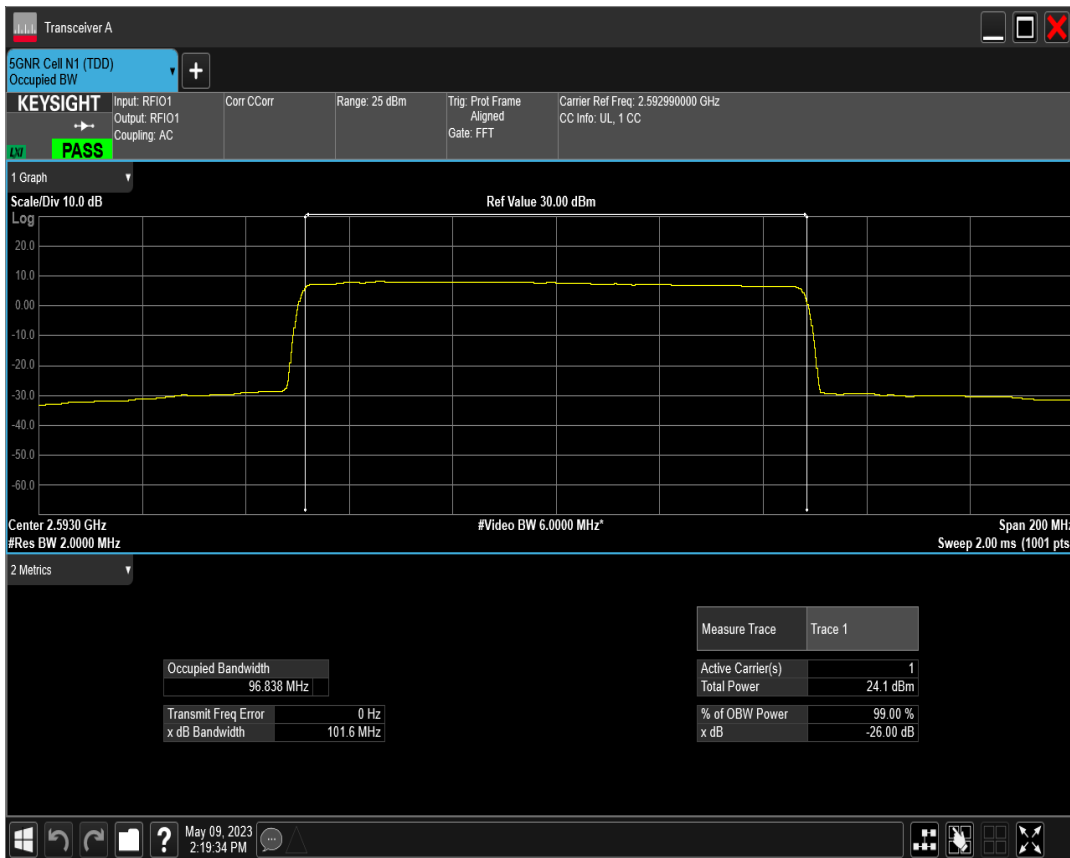 Transceiver A
5GNR Cell N1 (TDD)
Occupied BW
KEYSIGHT
LXI
PASS
Input: RFIO1
Output: RFIO1
Coupling: AC
Corr CCorr
Range: 25 dBm
Trig: Prot Frame
Aligned
Gate: FFT
Carrier Ref Freq: 2.592990000 GHz
CC Info: UL, 1 CC
1 Graph
Scale/Div 10.0 dB
Ref Value 30.00 dBm
Log
20.0
10.0
0.00
-10.0
-20.0
-30.0
-40.0
-50.0
-60.0
Center 2.5930 GHz
#Video BW 6.0000 MHz*
Span 200 MHz
#Res BW 2.0000 MHz
Sweep 2.00 ms (1001 pts
2 Metrics
Measure Trace Trace 1
Occupied Bandwidth
96.838 MHz
Active Carrier(s) 1
Total Power 24.1 dBm
Transmit Freq Error 0 Hz
x dB Bandwidth 101.6 MHz
% of OBW Power 99.00 %
x dB -26.00 dB
?
May 09, 2023
2:19:34 PM